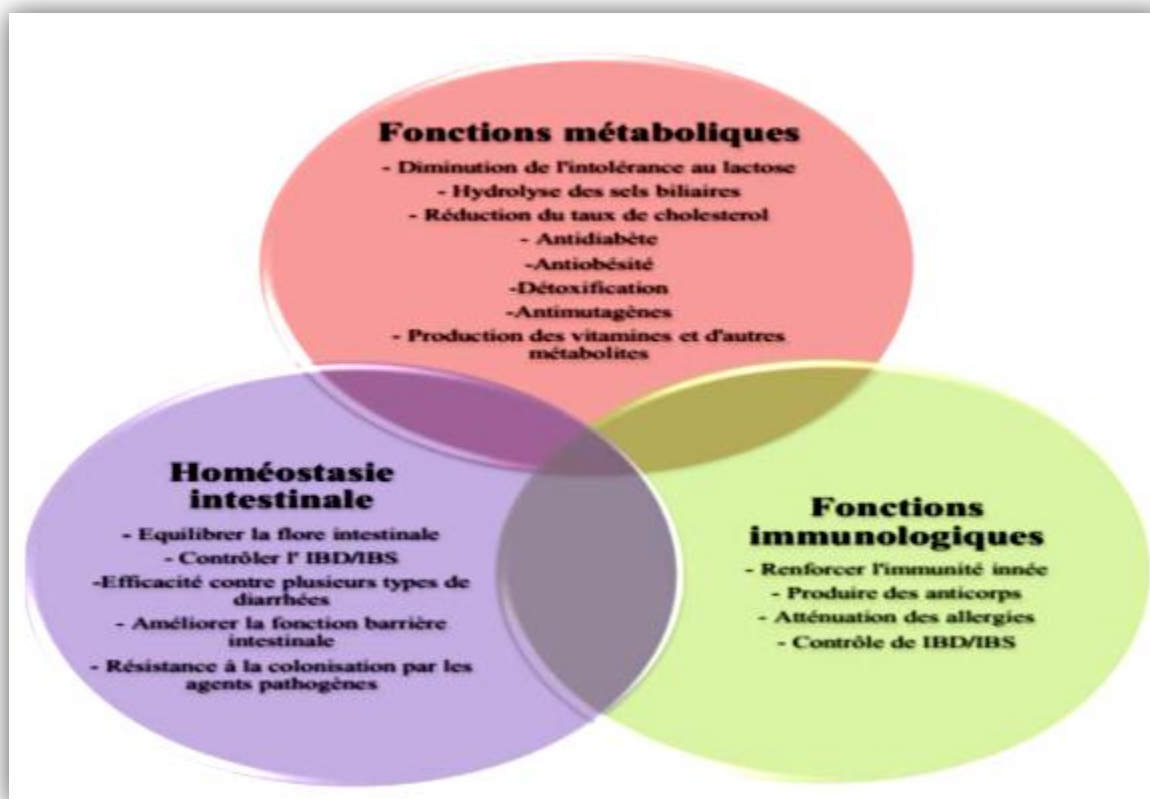 Fonctions métaboliques
- Diminution de l'intolérance au lactose
- Hydrolyse des sels biliaires
- Réduction du taux de cholesterol
- Antidiabète
-Antiobésité
-Détoxification
-Antimutagènes
- Production des vitamines et d'autres
métabolites
Homéostasie
intestinale
- Equilibrer la flore intestinale
- Contrôler l' IBD/IBS
-Efficacité contre plusieurs types de
diarrhées
- Améliorer la fonction barrière
intestinale
- Résistance à la colonisation par les
agents pathogènes
Fonctions
immunologiques
- Renforcer l'immunité innée
- Produire des anticorps
- Atténuation des allergies
- Contrôle de IBD/IBS